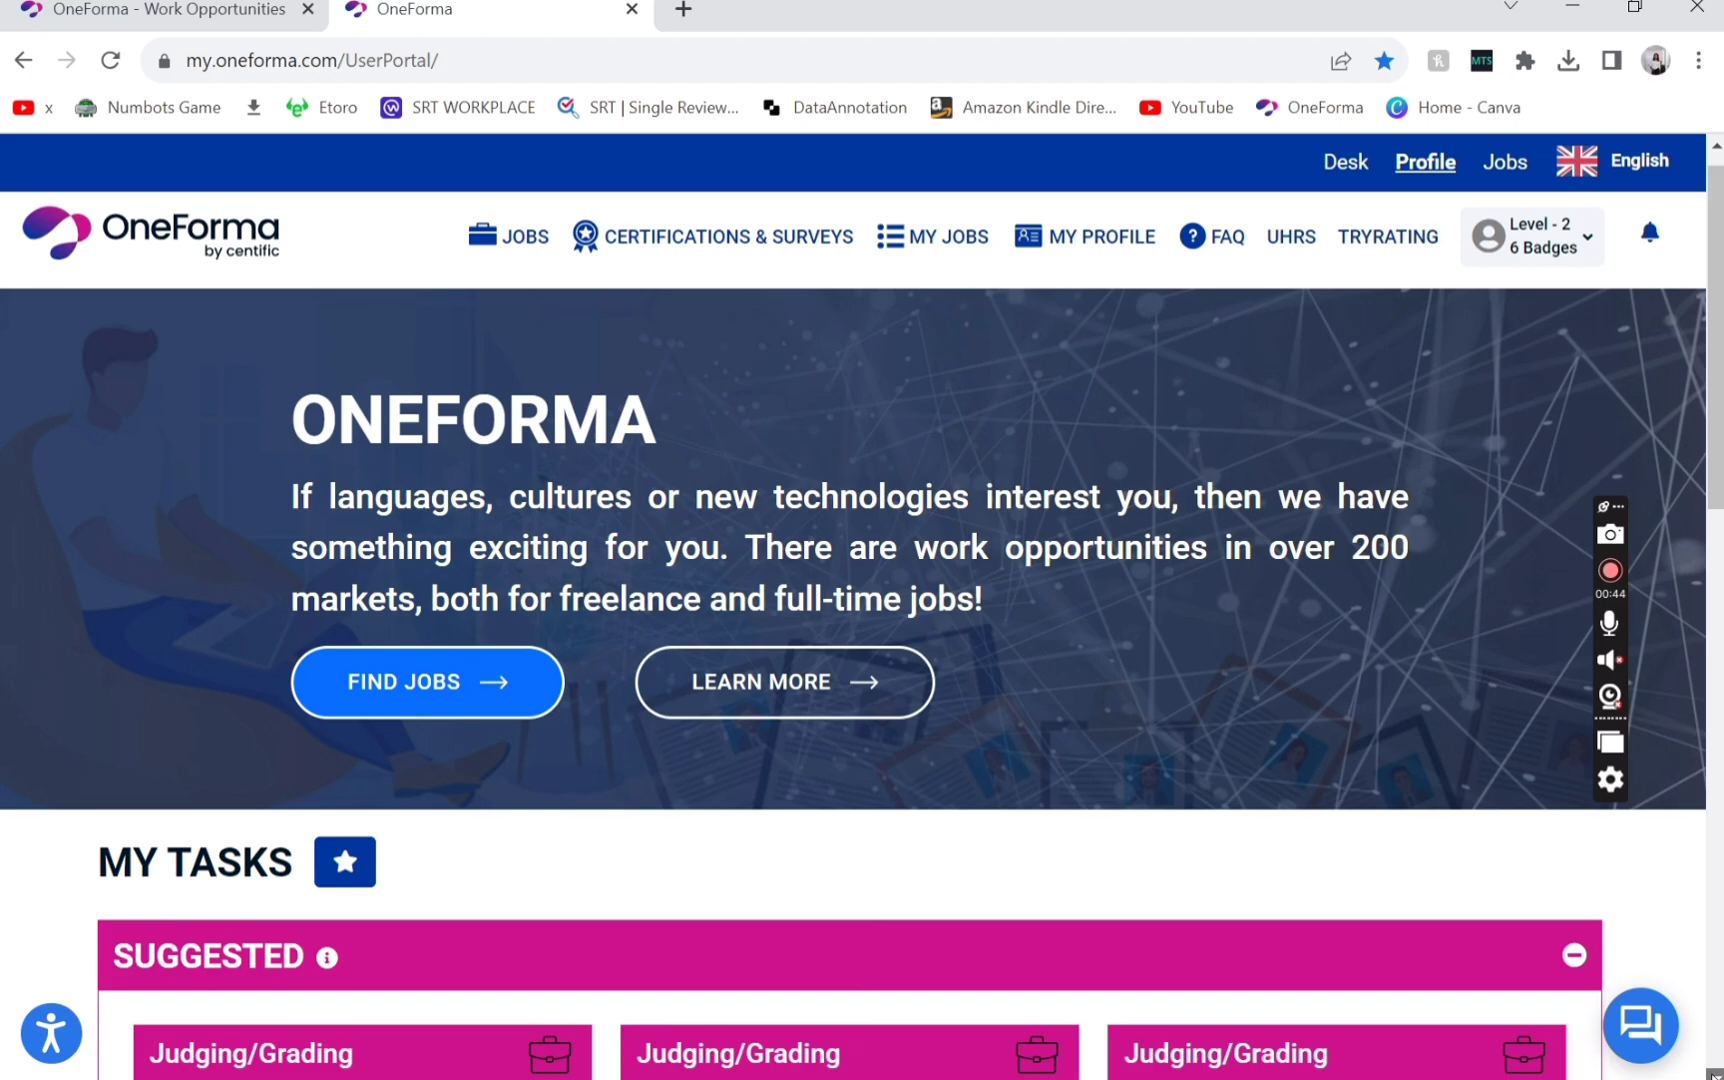 OneForma - Work Opportunities
OneForma
my.oneforma.com/UserPortal/
MTS
x Numbots Game Etoro SRT WORKPLACE SRT | Single Review... DataAnnotation Amazon Kindle Dire... YouTube OneForma Home - Canva
Desk Profile Jobs English
OneForma
by centific
JOBS CERTIFICATIONS & SURVEYS MY JOBS MY PROFILE FAQ UHRS TRYRATING
Level - 2
6 Badges
ONEFORMA
If languages, cultures or new technologies interest you, then we have
something exciting for you. There are work opportunities in over 200
markets, both for freelance and full-time jobs!
00:44
FIND JOBS LEARN MORE
MY TASKS
SUGGESTED
Judging/Grading Judging/Grading Judging/Grading